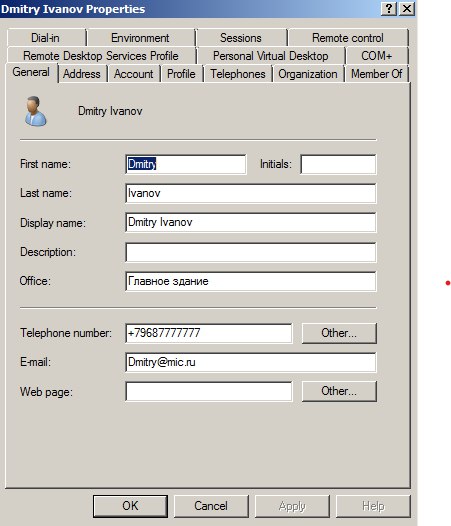 Dmitry Ivanov Properties
Dial-in Environment Sessions Remote control
Remote Desktop Services Profile Personal Virtual Desktop COM+
General Address Account Profile Telephones Organization Member Of
Dmitry Ivanov
First name: Dmitry Initials:
Last name: Ivanov
Display name: Dmitry Ivanov
Description:
Office: Главное здание
Telephone number: +79687777777 Other...
E-mail: Dmitry@mic.ru
Web page: Other...
OK Cancel Apply Help